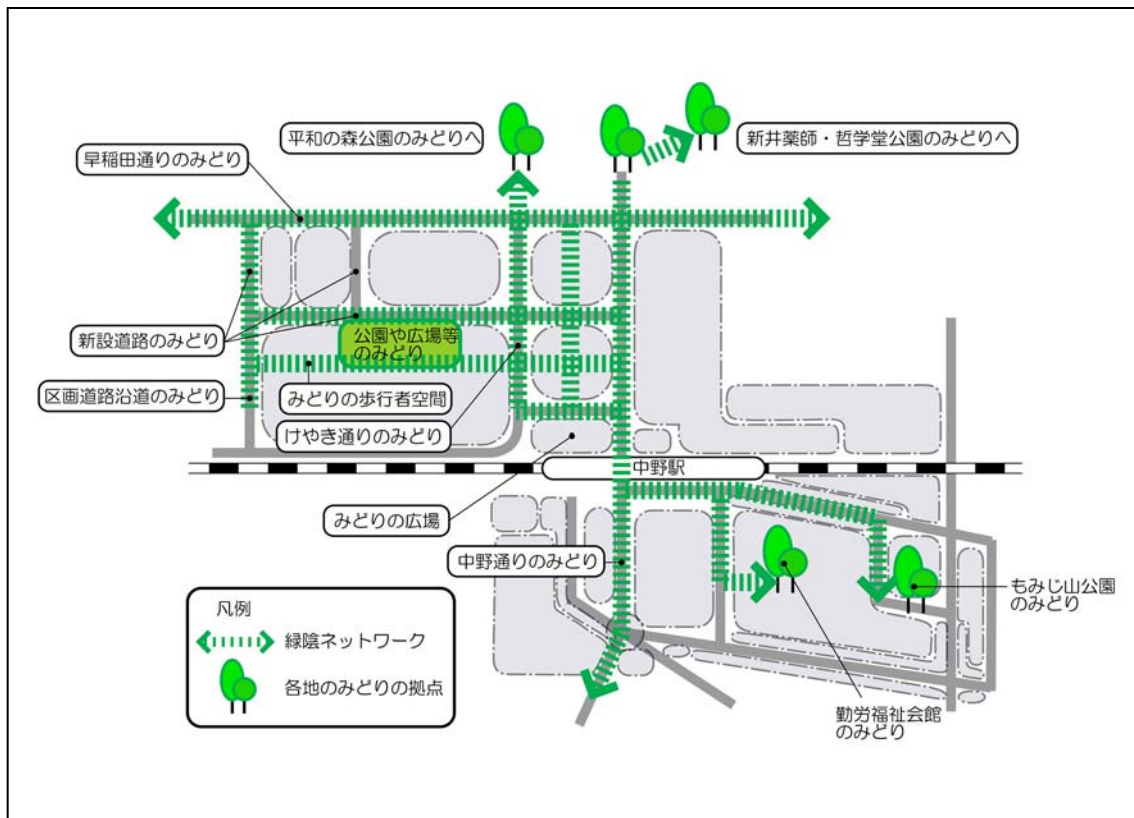 平和の森公園のみどりへ
新井薬師・哲学堂公園のみどりへ
早稲田通りのみどり
新設道路のみどり
公園や広場等
のみどり
区画道路沿道のみどり
みどりの歩行者空間
けやき通りのみどり
中野駅
みどりの広場
中野通りのみどり
もみじ山公園
のみどり
勤労福祉会館
のみどり
凡例
緑陰ネットワーク
各地のみどりの拠点